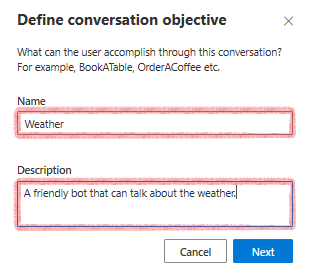 Define conversation objective
What can the user accomplish through this conversation?
For example, BookATable, OrderACoffee etc.
Name
Weather
Description
A friendly bot that can talk about the weather.
Cancel Next